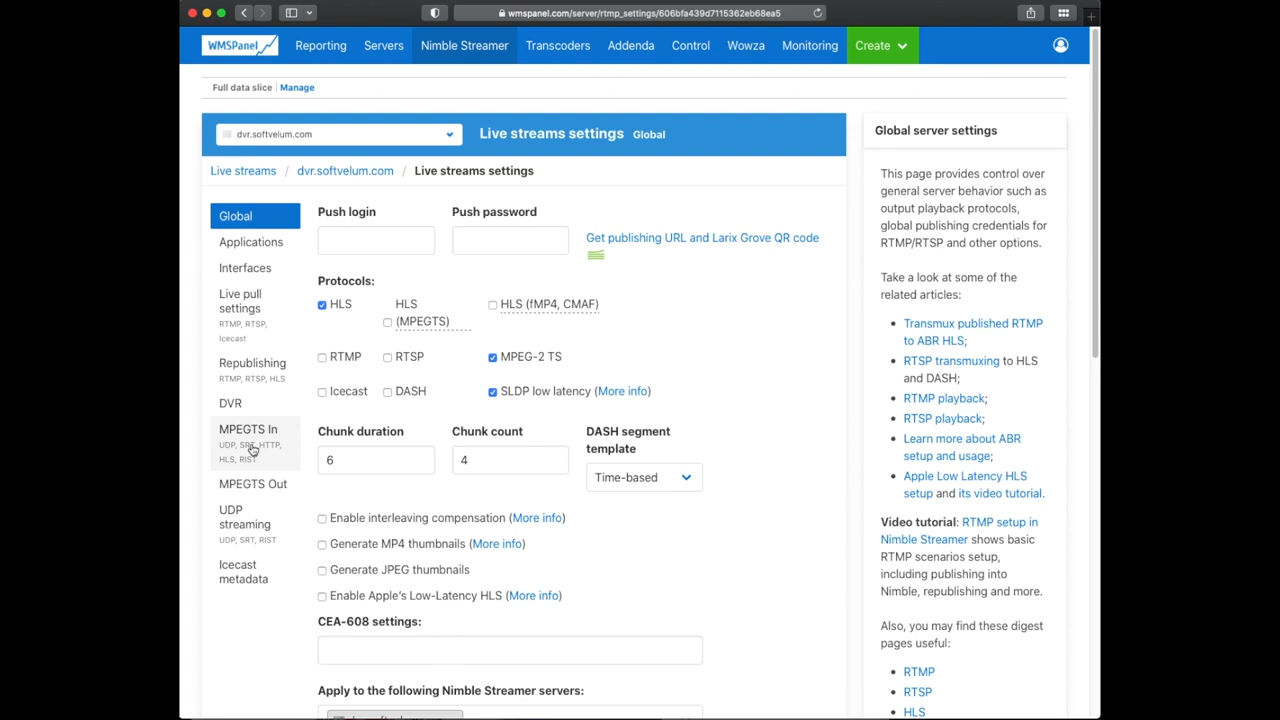 wmspanel.com/server/rtmp_settings/606bfa439d7115362eb68ea5
WMSPanel
Reporting
Servers
Nimble Streamer
Transcoders
Addenda
Control
Wowza
Monitoring
Create
Full data slice | Manage
dvr.softvelum.com
Live streams settings Global
Live streams / dvr.softvelum.com / Live streams settings
Global
Applications
Interfaces
Live pull
settings
RTMP, RTSP,
Icecast
Republishing
RTMP, RTSP, HLS
DVR
MPEGTS In
UDP, SRT, HTTP,
HLS, RIST
MPEGTS Out
UDP
streaming
UDP, SRT, RIST
Icecast
metadata
Push login
Push password
Get publishing URL and Larix Grove QR code
Protocols:
HLS
HLS
(MPEGTS)
HLS (fMP4, CMAF)
RTMP
RTSP
MPEG-2 TS
Icecast
DASH
SLDP low latency (More info)
Chunk duration
6
Chunk count
4
DASH segment
template
Time-based
Enable interleaving compensation (More info)
Generate MP4 thumbnails (More info)
Generate JPEG thumbnails
Enable Apple's Low-Latency HLS (More info)
CEA-608 settings:
Apply to the following Nimble Streamer servers:
Global server settings
This page provides control over
general server behavior such as
output playback protocols,
global publishing credentials for
RTMP/RTSP and other options.
Take a look at some of the
related articles:
Transmux published RTMP
to ABR HLS;
RTSP transmuxing to HLS
and DASH;
RTMP playback;
RTSP playback;
Learn more about ABR
setup and usage;
Apple Low Latency HLS
setup and its video tutorial.
Video tutorial: RTMP setup in
Nimble Streamer shows basic
RTMP scenarios setup,
including publishing into
Nimble, republishing and more.
Also, you may find these digest
pages useful:
RTMP
RTSP
HLS